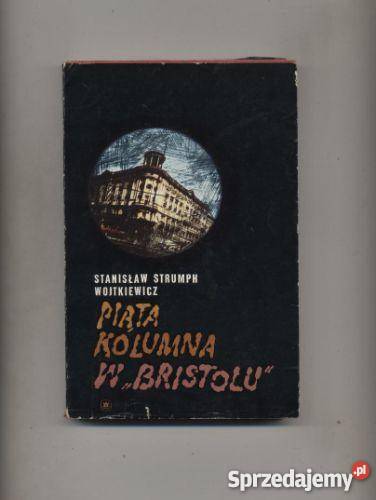 STANISŁAW STRUMPH
WOJTKIEWICZ
PIĄTA
KOLUMNA
W „BRISTOLU"
Sprzedajemy.pl